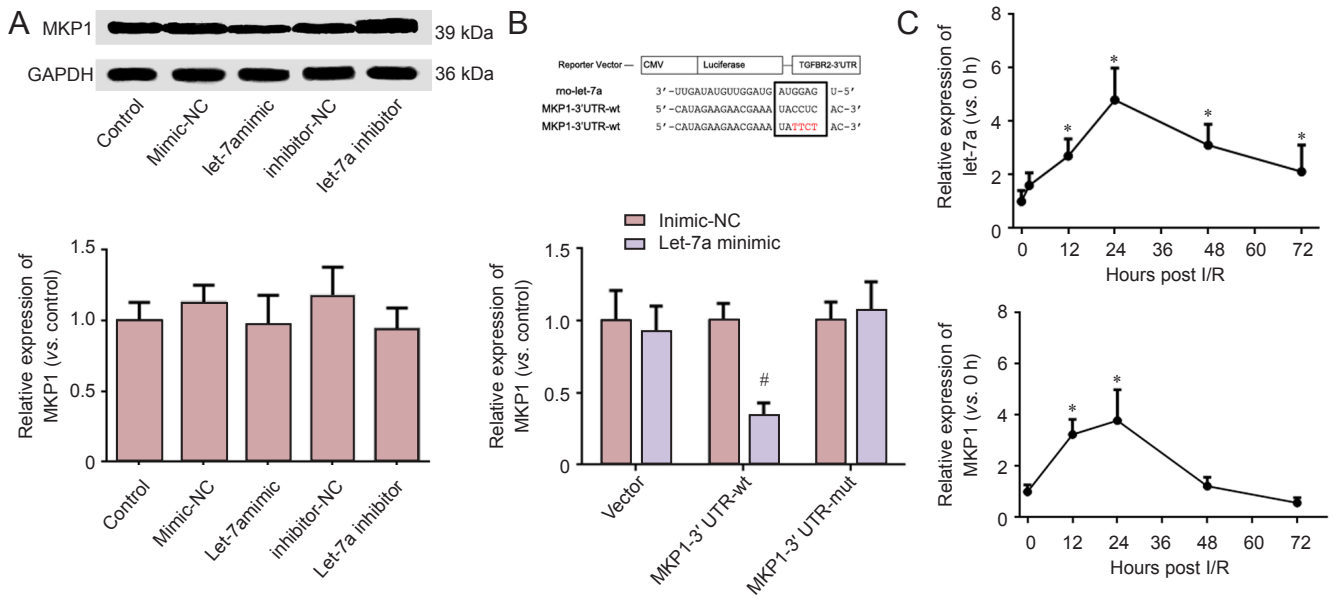 A
MKP1
39 kDa
GAPDH
36 kDa
Control
Mimic-NC
let-7amimic
inhibitor-NC
let-7a inhibitor
Relative expression of
MKP1 (vs. control)
1.5
1.0
0.5
0
Control
Mimic-NC
Let-7amimic
inhibitor-NC
Let-7a inhibitor
B
Reporter Vector — CMV Luciferase TGFBR2-3'UTR
rno-let-7a 3'-UUGAUAUGUUGGAUG AUGGAG U-5'
MKP1-3'UTR-wt 5'-CAUAGAAGAACGAAA UACCUC AC-3'
MKP1-3'UTR-wt 5'-CAUAGAAGAACGAAA UATTCT AC-3'
Inimic-NC
Let-7a minimic
Relative expression of
MKP1 (vs. control)
1.5
1.0
0.5
0
#
Vector
MKP1-3′ UTR-wt
MKP1-3′ UTR-mut
C
Relative expression of
let-7a (vs. 0 h)
8
6
4
2
0
* * * *
0 12 24 36 48 60 72
Hours post I/R
Relative expression of
MKP1 (vs. 0 h)
8
6
4
2
0
* *
0 12 24 36 48 60 72
Hours post I/R